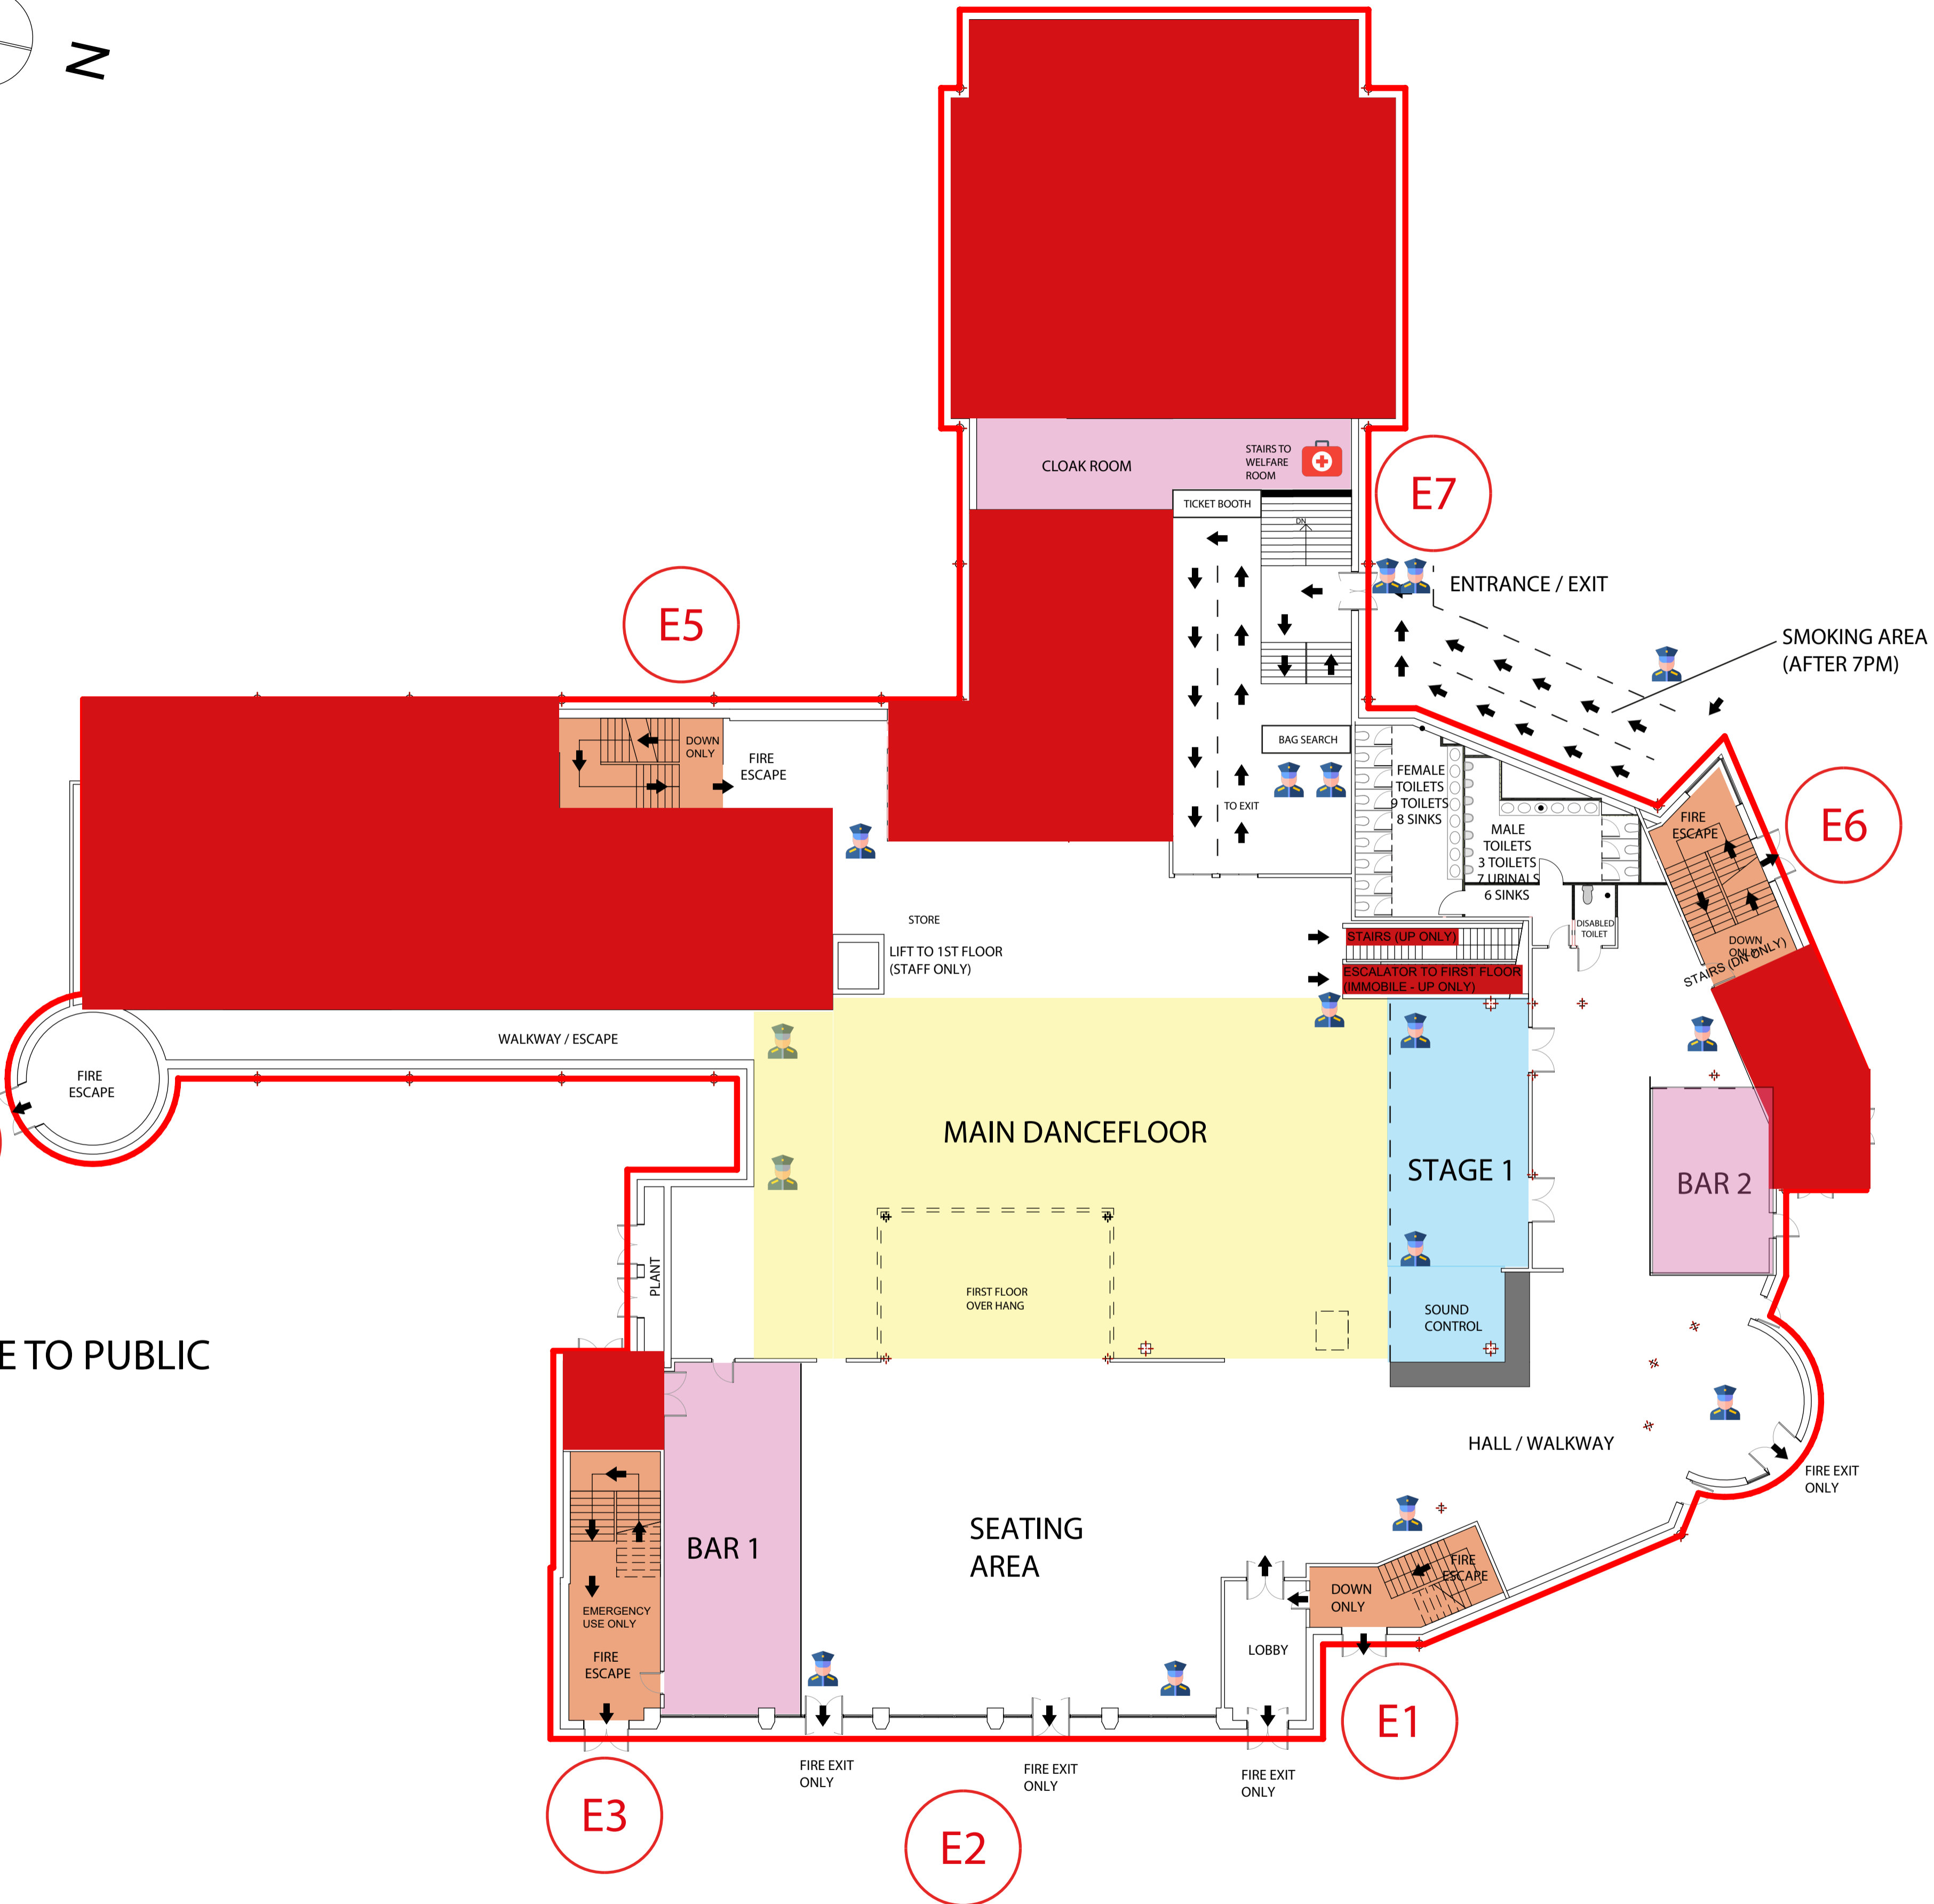 N
CLOAK ROOM
STAIRS TO
WELFARE
ROOM
TICKET BOOTH
DN
E7
ENTRANCE / EXIT
SMOKING AREA
(AFTER 7PM)
E5
DOWN
ONLY
FIRE
ESCAPE
BAG SEARCH
TO EXIT
FEMALE
TOILETS
9 TOILETS
8 SINKS
MALE
TOILETS
3 TOILETS
7 URINALS
6 SINKS
FIRE
ESCAPE
E6
DISABLED
TOILET
DOWN
ONLY
STAIRS (DN ONLY)
STORE
LIFT TO 1ST FLOOR
(STAFF ONLY)
STAIRS (UP ONLY)
ESCALATOR TO FIRST FLOOR
(IMMOBILE - UP ONLY)
WALKWAY / ESCAPE
FIRE
ESCAPE
MAIN DANCEFLOOR
STAGE 1
BAR 2
PLANT
FIRST FLOOR
OVER HANG
SOUND
CONTROL
E TO PUBLIC
HALL / WALKWAY
FIRE EXIT
ONLY
BAR 1
SEATING
AREA
FIRE
ESCAPE
DOWN
ONLY
EMERGENCY
USE ONLY
FIRE
ESCAPE
LOBBY
E1
FIRE EXIT
ONLY
FIRE EXIT
ONLY
FIRE EXIT
ONLY
E3
E2